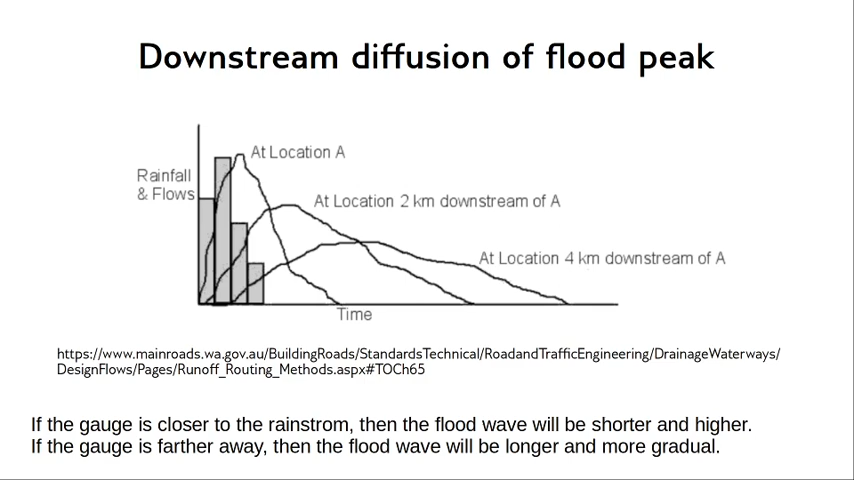 Downstream diffusion of flood peak
At Location A
Rainfall
& Flows
At Location 2 km downstream of A
At Location 4 km downstream of A
Time
https://www.mainroads.wa.gov.au/BuildingRoads/StandardsTechnical/RoadandTrafficEngineering/DrainageWaterways/
DesignFlows/Pages/Runoff_Routing_Methods.aspx#TOCh65
If the gauge is closer to the rainstrom, then the flood wave will be shorter and higher.
If the gauge is farther away, then the flood wave will be longer and more gradual.